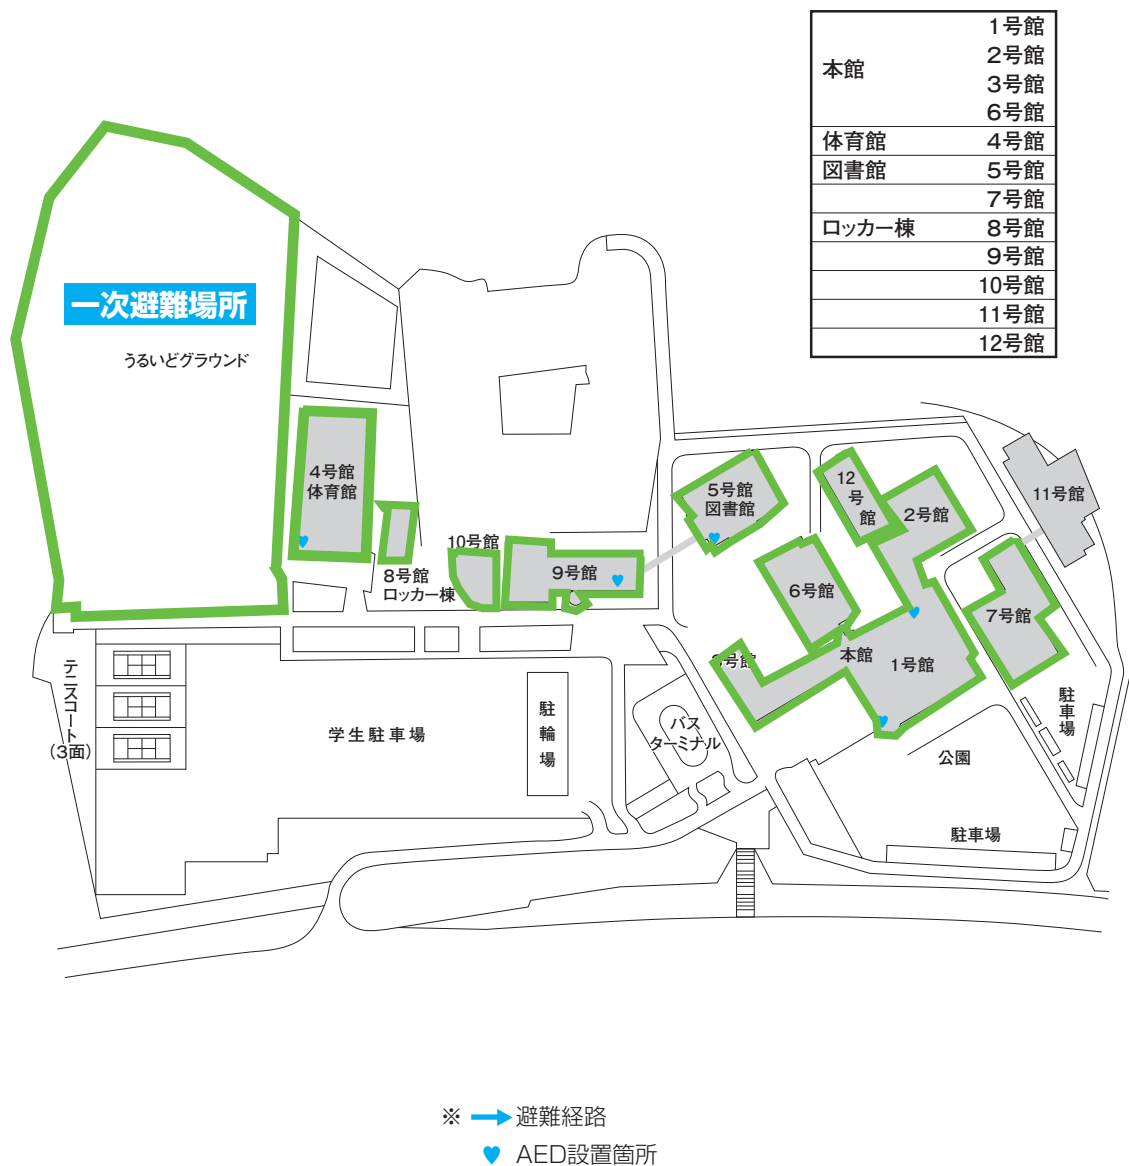 1号館
2号館
本館
3号館
6号館
体育館 4号館
図書館 5号館
7号館
ロッカー棟 8号館
9号館
10号館
11号館
12号館
一次避難場所
うるいどグラウンド
4号館
体育館
5号館
図書館
12
号
館
2号館
11号館
10号館
9号館
8号館
ロッカー棟
6号館
7号館
本館
号館
1号館
テニスコート
(3面)
学生駐車場
駐輪場
バス
ターミナル
公園
駐車場
駐車場
※ 避難経路
AED設置箇所